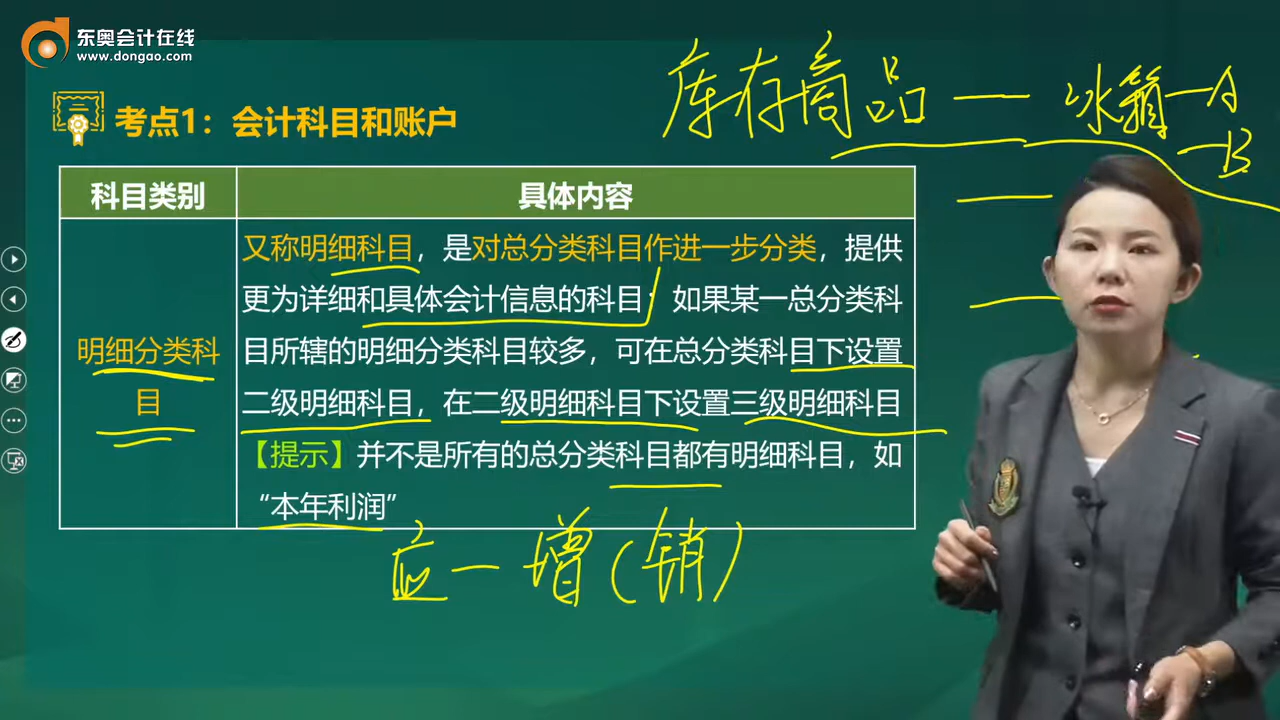 东奥会计在线
www.dongao.com
库存商品 — 冰箱 — A
— B
考点1：会计科目和账户
科目类别
具体内容
明细分类科
目
又称明细科目，是对总分类科目作进一步分类，提供
更为详细和具体会计信息的科目；如果某一总分类科
目所辖的明细分类科目较多，可在总分类科目下设置
二级明细科目，在二级明细科目下设置三级明细科目
【提示】并不是所有的总分类科目都有明细科目，如
“本年利润”
应一增（销）